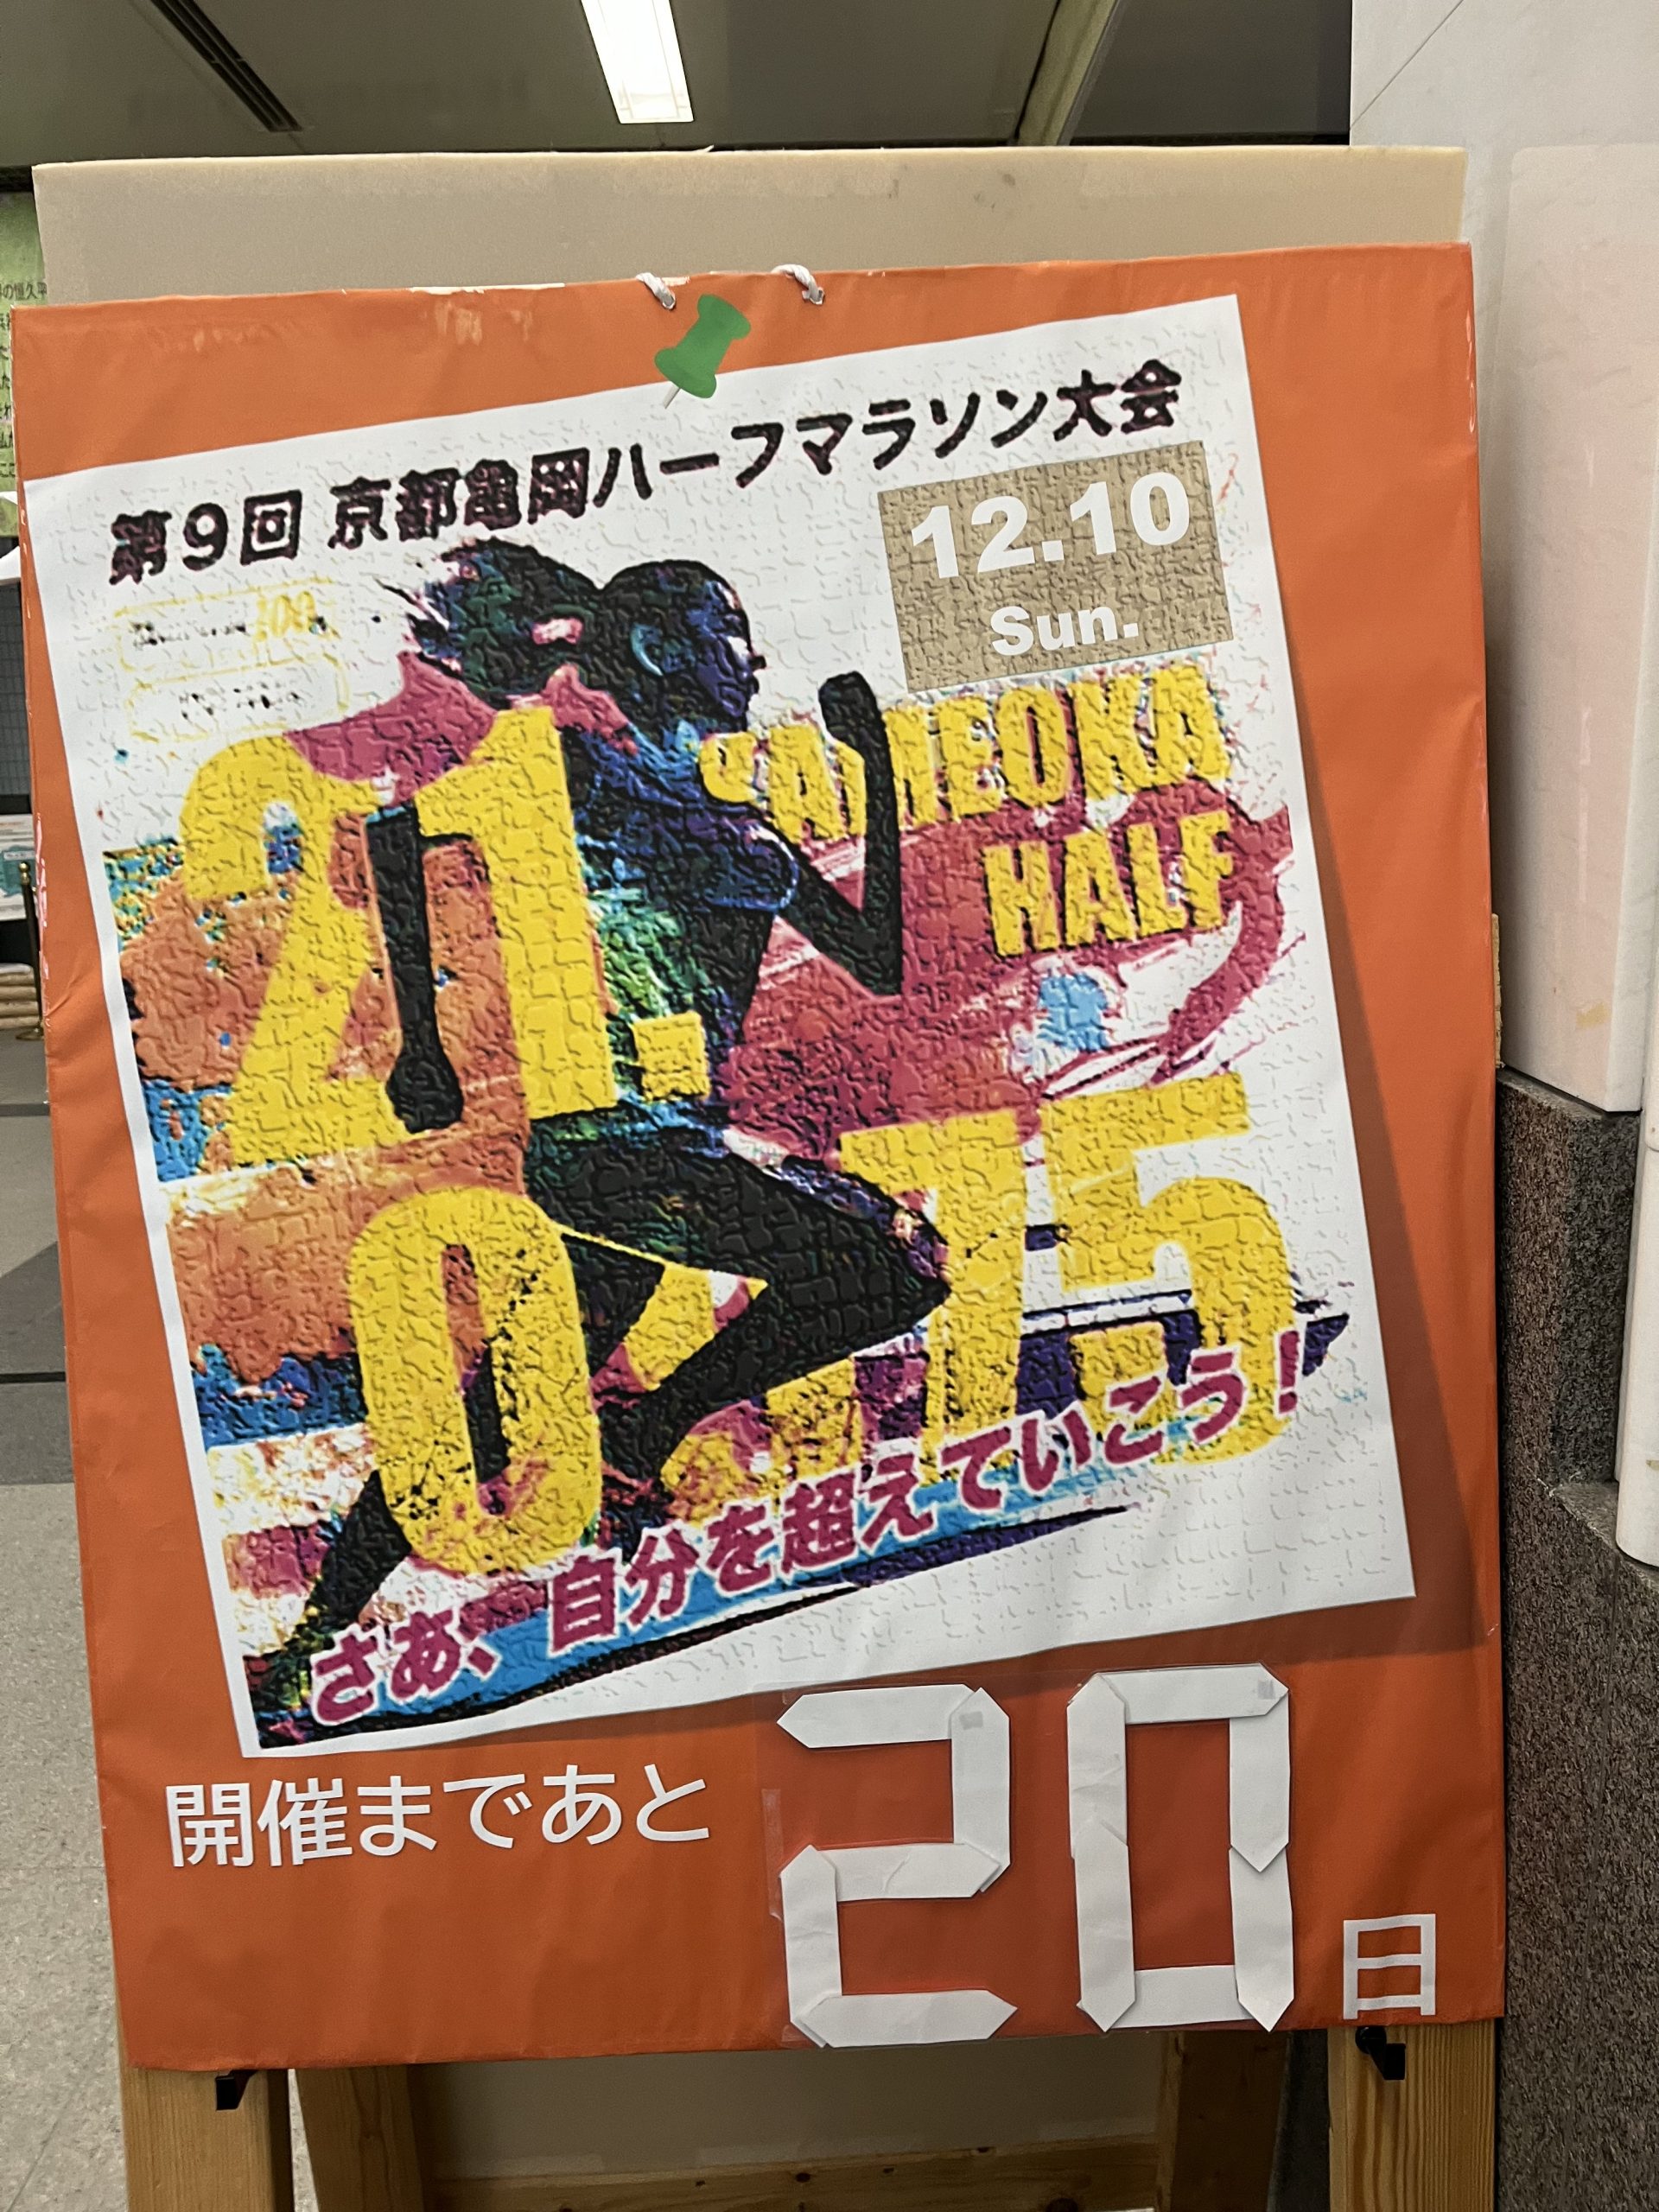 第9回 京都亀岡ハーフマラソン大会
12.10
Sun.
KAMEOKA
HALF
21.
0975
さあ、自分を超えていこう！
開催まであと
20日